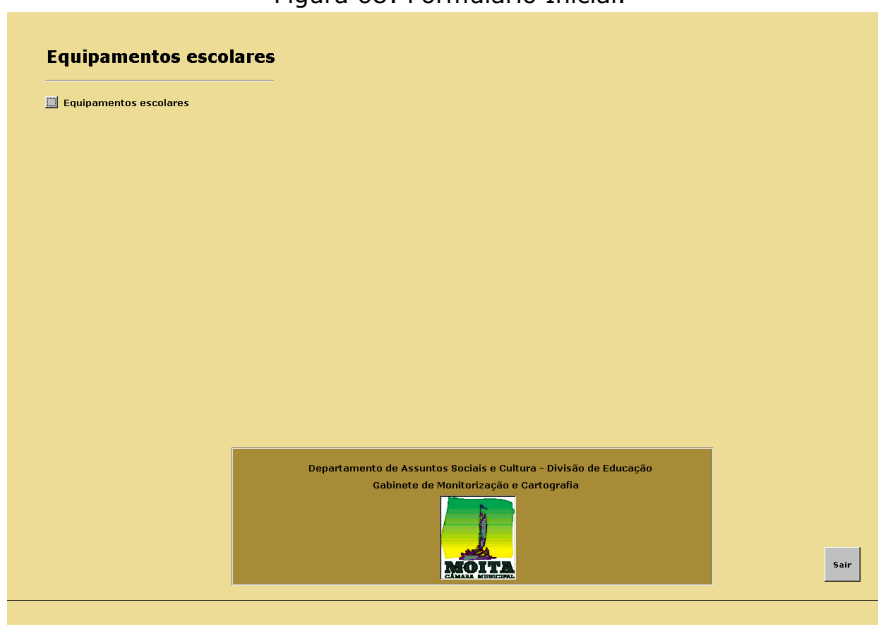 Figura 68: Formulário Inicial.
Equipamentos escolares
Equipamentos escolares
Departamento de Assuntos Sociais e Cultura - Divisão de Educação
Gabinete de Monitorização e Cartografia
MOITA
CÂMARA MUNICIPAL
Sair